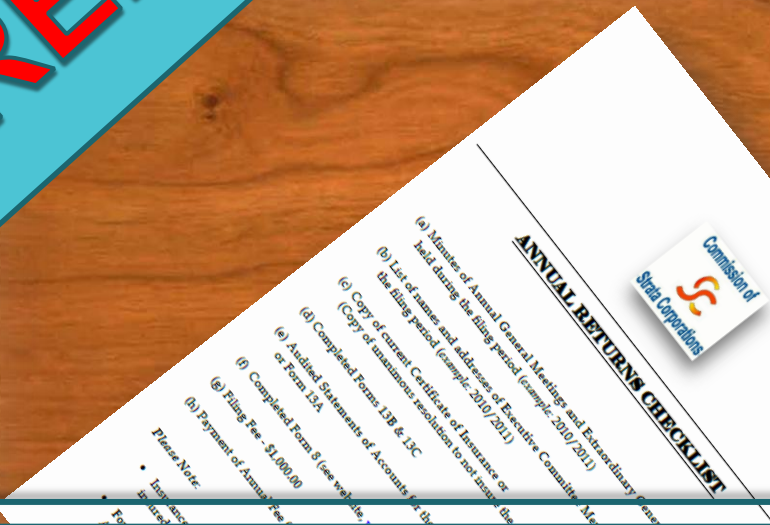 RE
Commission of
Strata Corporations
ANNUAL RETURNS CHECKLIST
(a) Minutes of Annual General Meetings and Extraordinary
held during the filing period (example: 2010/2011)
(b) List of names and addresses of Executive Committee
the filing period (example: 2010/2011)
(c) Copy of current Certificate of Insurance or
(Copy of unanimous resolution to not insure the
(d) Completed Forms 13B & 13C
(e) Audited Statements of Accounts for
or Form 13A
(f) Completed Form 8 (see website,
(g) Filing Fee - $1,000.00
(h) Payment of Annual Fee
Please Note:
• Insurance
insured
•